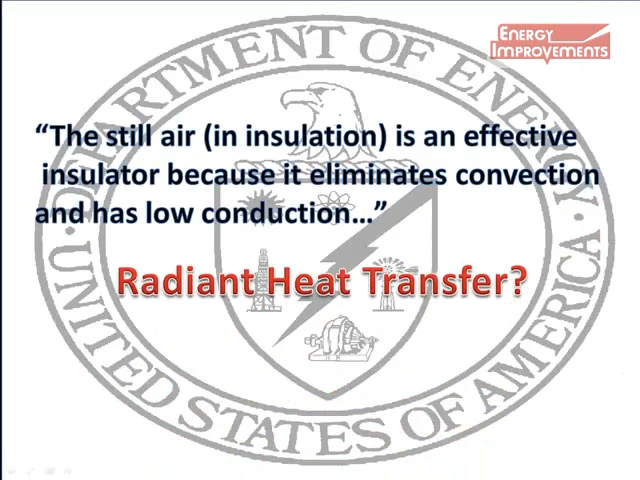 ENERGY
IMPROVEMENTS
DEPARTMENT OF ENERGY
“The still air (in insulation) is an effective
insulator because it eliminates convection
and has low conduction...”
Radiant Heat Transfer?
UNITED STATES OF AMERICA